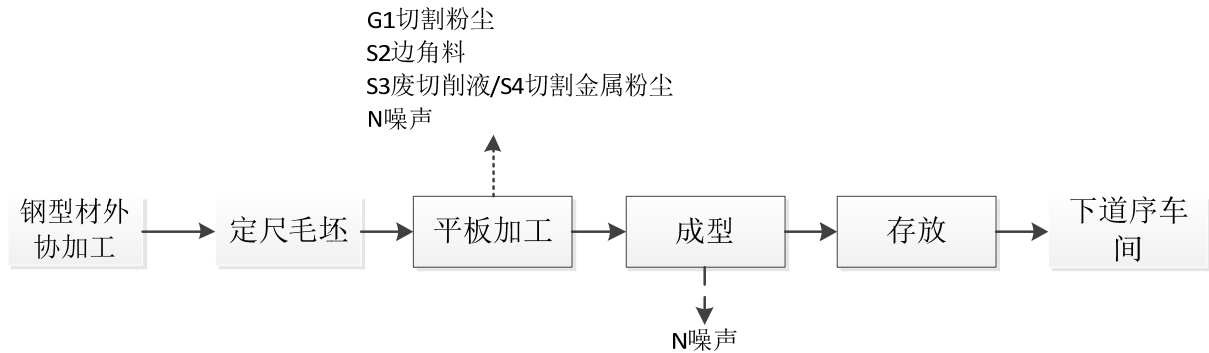 G1切割粉尘
S2边角料
S3废切削液/S4切割金属粉尘
N噪声
钢型材外
协加工
定尺毛坯
平板加工
成型
存放
下道序车
间
N噪声